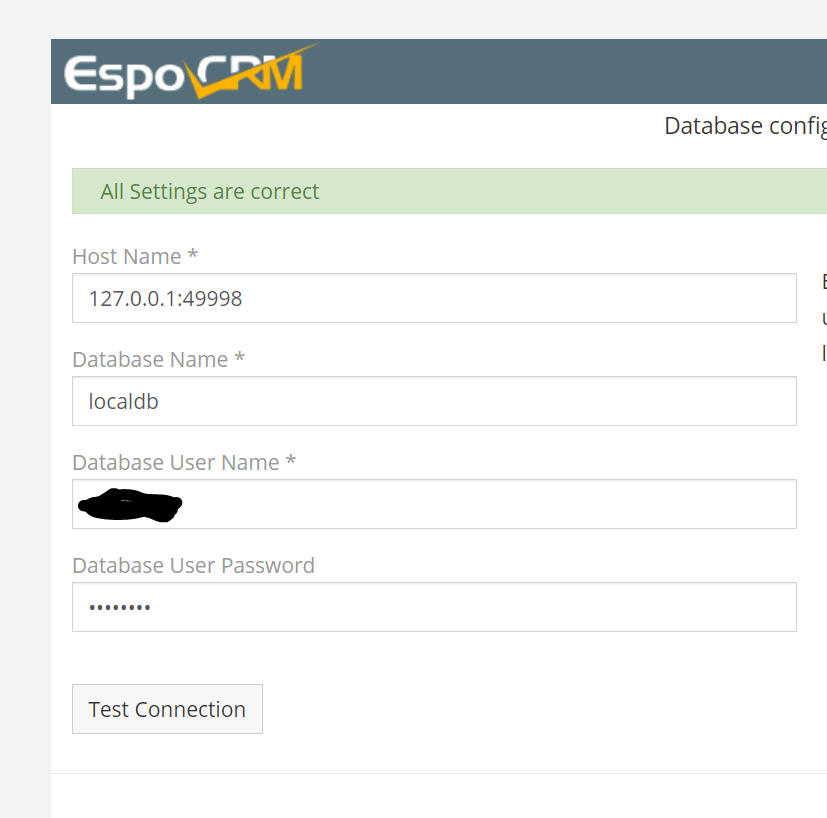 EspoCRM
Database config
All Settings are correct
Host Name *
127.0.0.1:49998
Database Name *
localdb
Database User Name *
Database User Password
••••••••
Test Connection